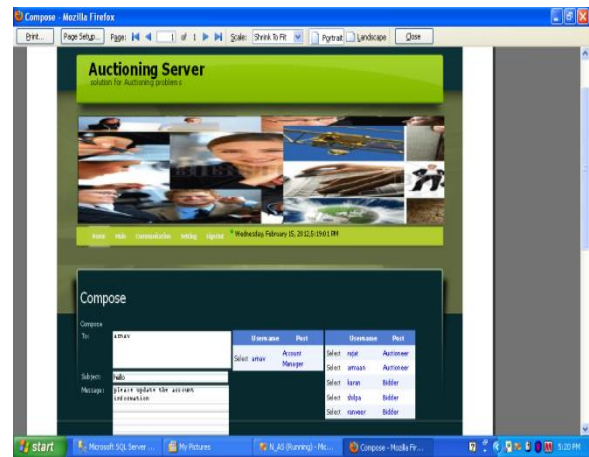 Compose - Mozilla Firefox
Print... Page Setup... Page: 1 of 1 Scale: Shrink To Fit Portrait Landscape Close
Auctioning Server
solution for Auctioning problems
Home Communication Setting SignOut Wednesday, February 15, 2012,5:19:01 PM
Compose
Compose
To: arnav
Username Post
Select arnav Account Manager
Username Post
Select rajat Auctioneer
Select armaan Auctioneer
Select karan Bidder
Select shilpa Bidder
Select ranveer Bidder
Subject: hello
Message: please update the account
information
start Microsoft SQL Server ... My Pictures N_AS (Running) - Mic... Compose - Mozilla Fir... 5:20 PM